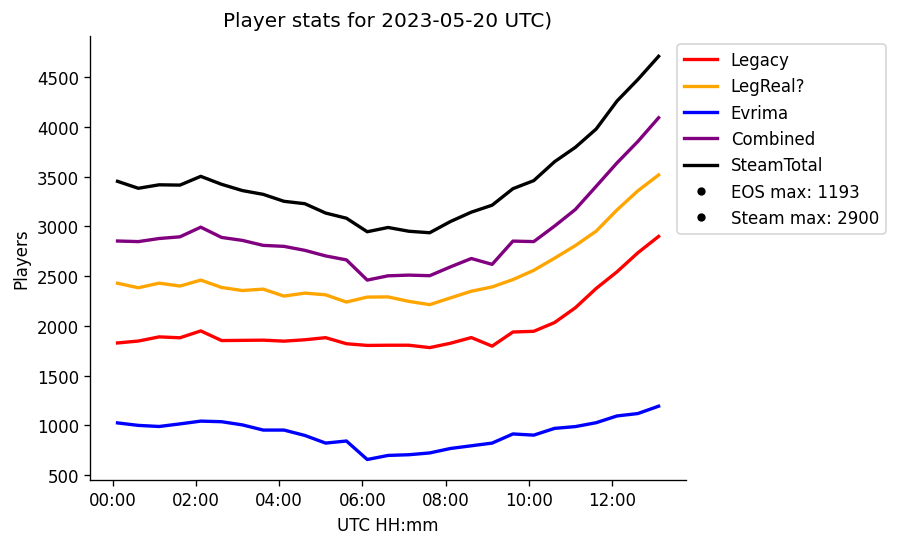 Player stats for 2023-05-20 UTC)
Legacy
LegReal?
Evrima
Combined
SteamTotal
EOS max: 1193
Steam max: 2900
Players
4500
4000
3500
3000
2500
2000
1500
1000
500
00:00 02:00 04:00 06:00 08:00 10:00 12:00
UTC HH:mm